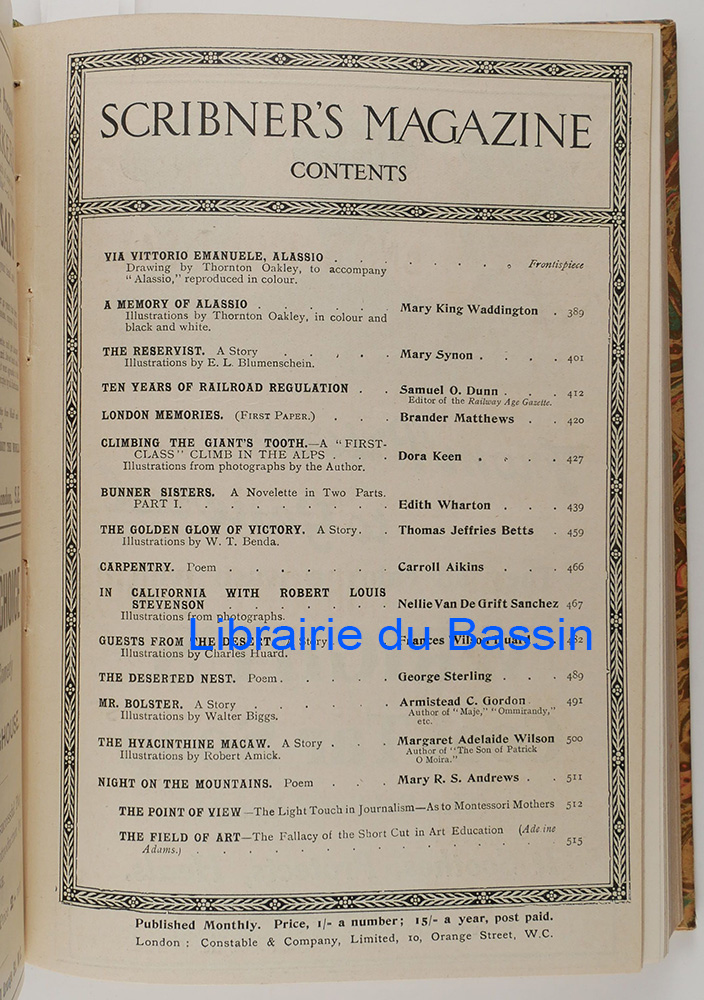 SCRIBNER'S MAGAZINE
CONTENTS
VIA VITTORIO EMANUELE, ALASSIO . . . . . . . Frontispiece
Drawing by Thornton Oakley, to accompany
"Alassio," reproduced in colour.
A MEMORY OF ALASSIO . . . . . Mary King Waddington . 389
Illustrations by Thornton Oakley, in colour and
black and white.
THE RESERVIST. A Story . . . . . Mary Synon . . . . 401
Illustrations by E. L. Blumenschein.
TEN YEARS OF RAILROAD REGULATION . . Samuel O. Dunn . . . 412
Editor of the Railway Age Gazette.
LONDON MEMORIES. (FIRST PAPER.) . . . Brander Matthews . . 420
CLIMBING THE GIANT'S TOOTH.—A "FIRST-
CLASS" CLIMB IN THE ALPS . . . Dora Keen . . . . 427
Illustrations from photographs by the Author.
BUNNER SISTERS. A Novelette in Two Parts.
PART I. . . . . . . . Edith Wharton . . . 439
THE GOLDEN GLOW OF VICTORY. A Story. . Thomas Jeffries Betts . 459
Illustrations by W. T. Benda.
CARPENTRY. Poem . . . . . . Carroll Aikins . . . 466
IN CALIFORNIA WITH ROBERT LOUIS
STEVENSON . . . . . . . Nellie Van De Grift Sanchez 467
Illustrations from photographs.
GUESTS FROM THE DESERT. A Story . . Frances Wilson Huard . 482
Librairie du Bassin
Illustrations by Charles Huard.
THE DESERTED NEST. Poem . . . . . George Sterling . . . 489
MR. BOLSTER. A Story . . . . . . Armistead C. Gordon . 491
Illustrations by Walter Biggs. Author of "Maje," "Ommirandy,"
etc.
THE HYACINTHINE MACAW. A Story . . . Margaret Adelaide Wilson 500
Illustrations by Robert Amick. Author of "The Son of Patrick
O Moira."
NIGHT ON THE MOUNTAINS. Poem . . . Mary R. S. Andrews . . 511
THE POINT OF VIEW—The Light Touch in Journalism—As to Montessori Mothers 512
THE FIELD OF ART—The Fallacy of the Short Cut in Art Education (Adeline
Adams.) . . . . . . . . . . . . 515
Published Monthly. Price, 1/- a number; 15/- a year, post paid.
London: Constable & Company, Limited, 10, Orange Street, W.C.